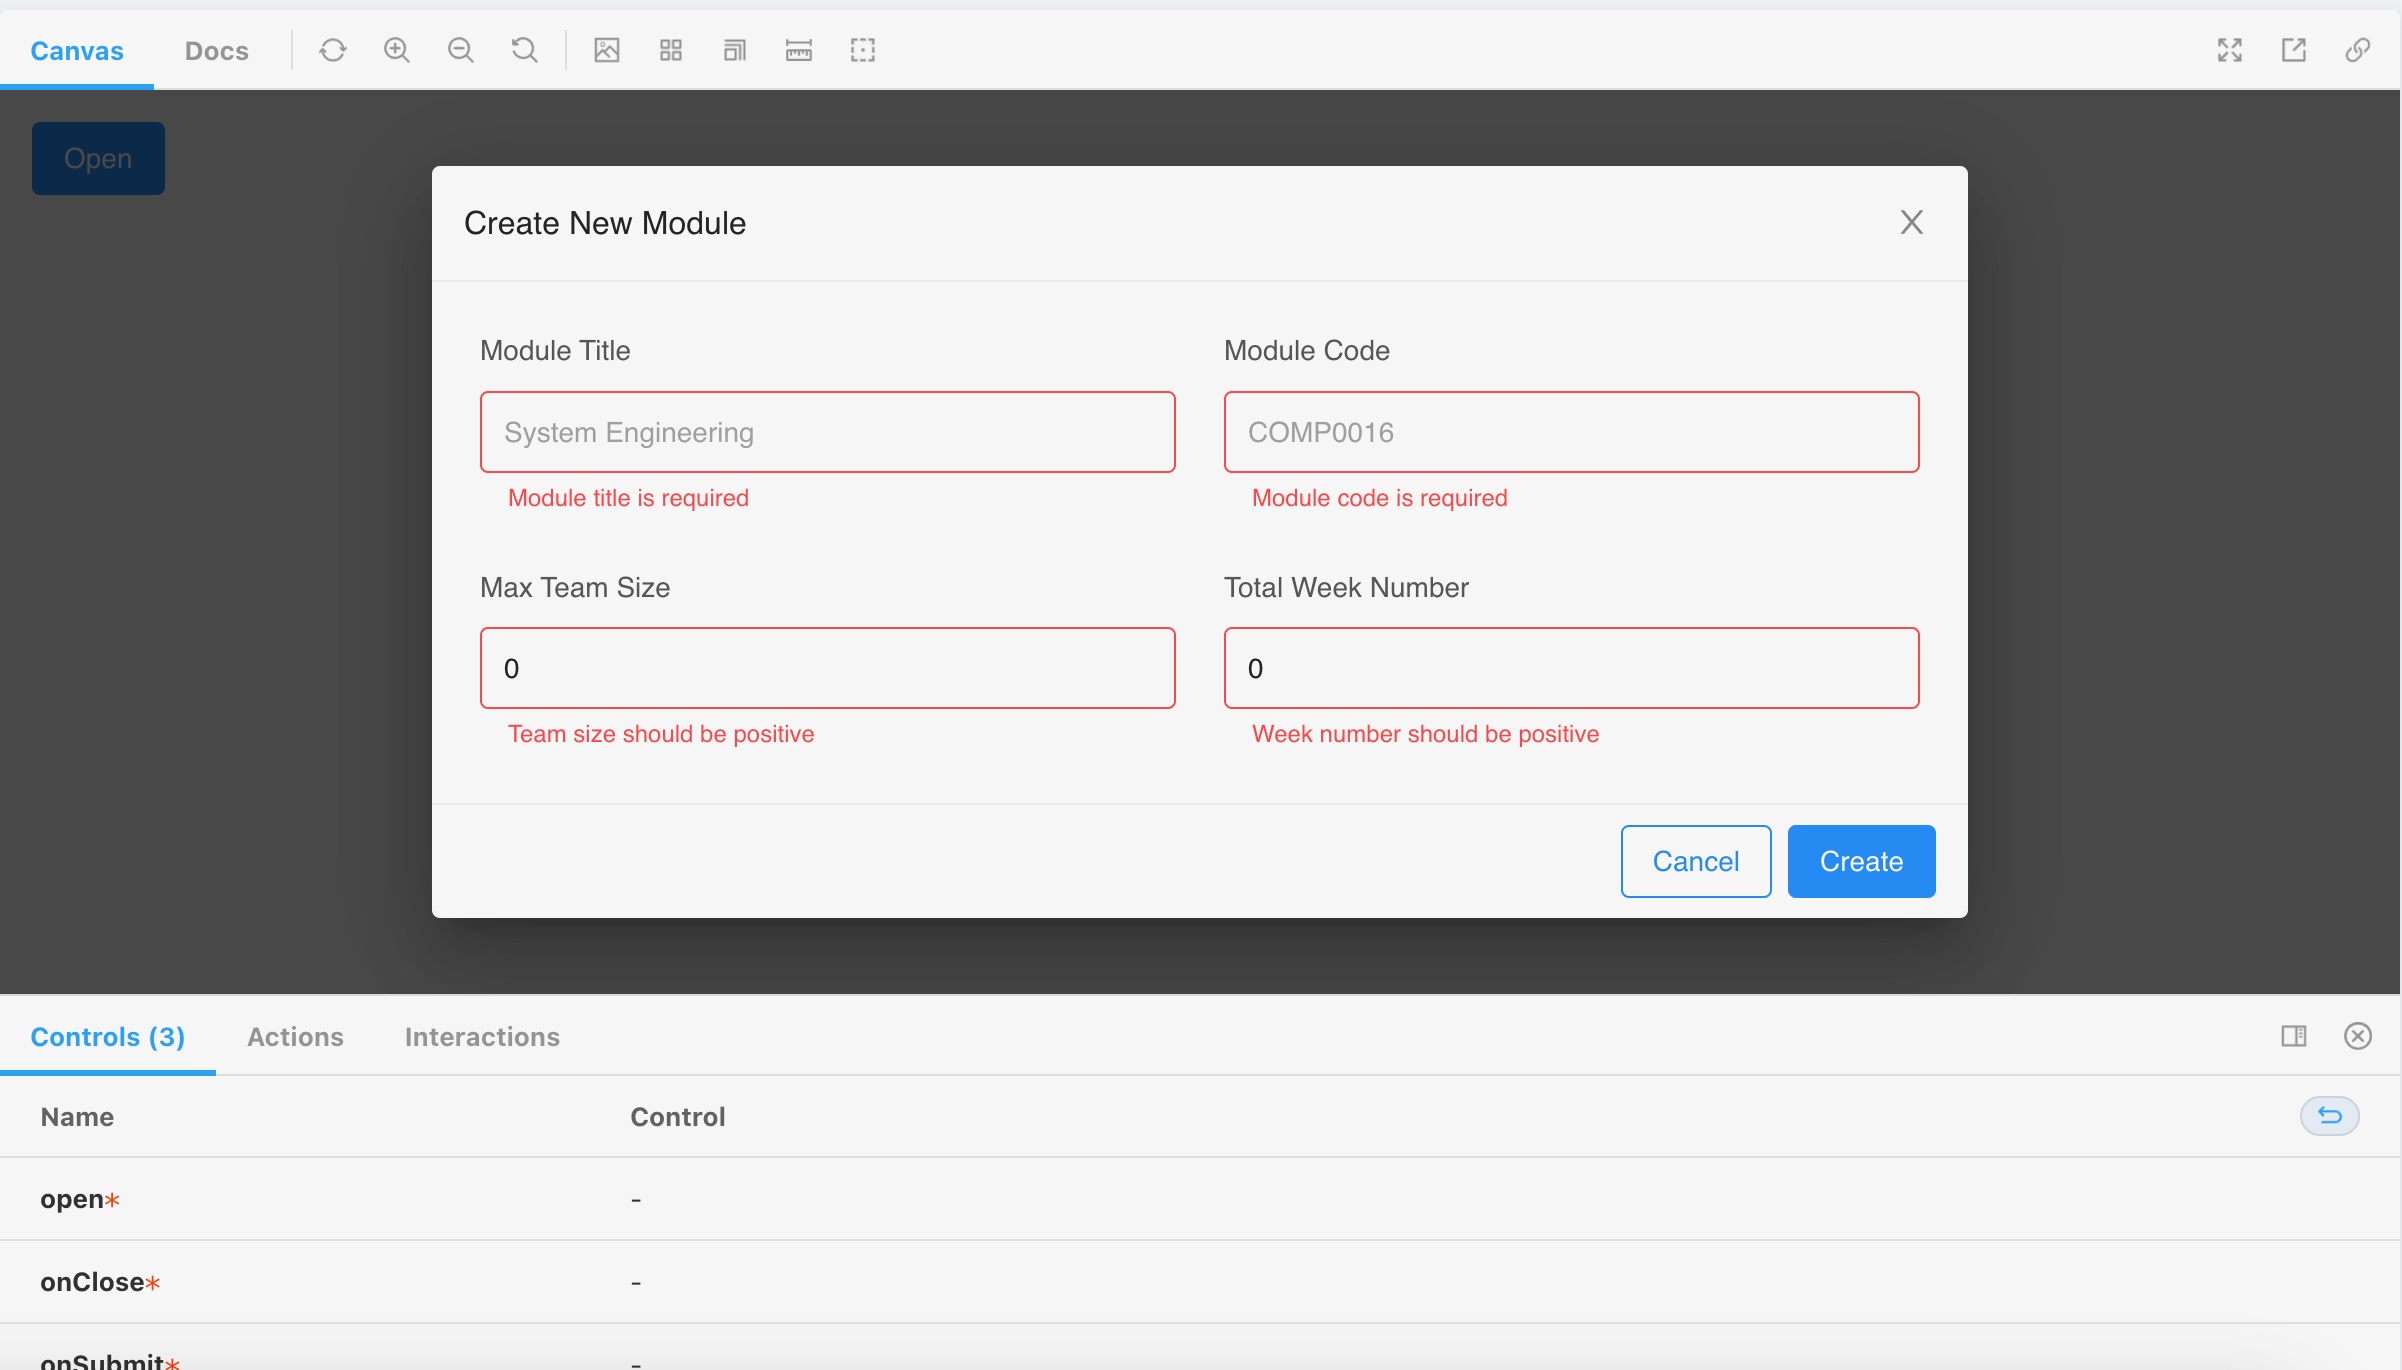 Canvas Docs
Open
Create New Module
Module Title Module Code
System Engineering COMP0016
Module title is required Module code is required
Max Team Size Total Week Number
0 0
Team size should be positive Week number should be positive
Cancel Create
Controls (3) Actions Interactions
Name Control
open* -
onClose* -
onSubmit* -